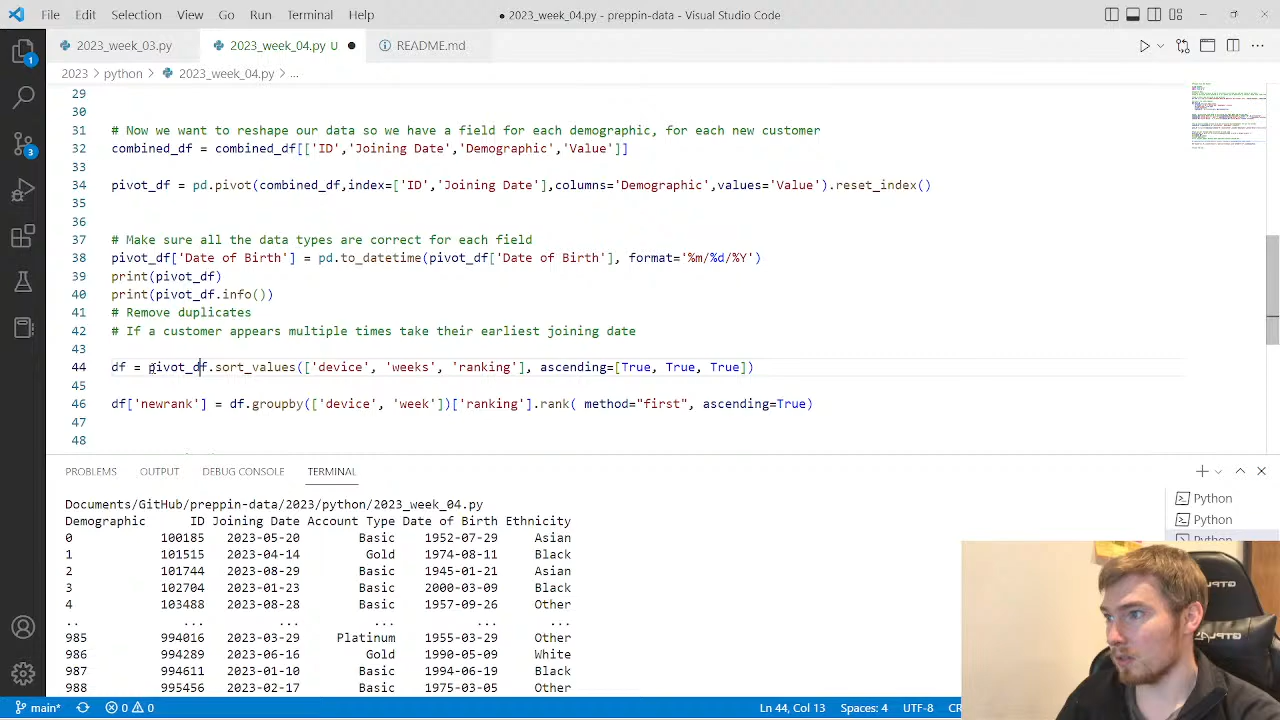 File Edit Selection View Go Run Terminal Help
● 2023_week_04.py - preppin-data - Visual Studio Code
2023_week_03.py
2023_week_04.py U ●
README.md
2023 > python > 2023_week_04.py > ...
29
30
31 # Now we want to reshape our data we have a field for each demographic, for each new customer
32 combined_df = combined_df[['ID','Joining Date','Demographic','Value']]
33
34 pivot_df = pd.pivot(combined_df,index=['ID','Joining Date'],columns='Demographic',values='Value').reset_index()
35
36
37 # Make sure all the data types are correct for each field
38 pivot_df['Date of Birth'] = pd.to_datetime(pivot_df['Date of Birth'], format='%m/%d/%Y')
39 print(pivot_df)
40 print(pivot_df.info())
41 # Remove duplicates
42 # If a customer appears multiple times take their earliest joining date
43
44 df = pivot_df.sort_values(['device', 'weeks', 'ranking'], ascending=[True, True, True])
45
46 df['newrank'] = df.groupby(['device', 'week'])['ranking'].rank( method="first", ascending=True)
47
48
PROBLEMS OUTPUT DEBUG CONSOLE TERMINAL
Documents/GitHub/preppin-data/2023/python/2023_week_04.py
Demographic ID Joining Date Account Type Date of Birth Ethnicity
0 101185 2023-05-20 Basic 1952-07-23 Asian
1 101515 2023-04-14 Gold 1974-08-11 Black
2 101744 2023-08-29 Basic 1945-01-21 Asian
3 102704 2023-01-23 Basic 2000-03-09 Black
4 103488 2023-08-28 Basic 1957-09-26 Other
.. ... ... ... ... ...
985 994016 2023-03-29 Platinum 1955-03-29 Other
986 994289 2023-06-16 Gold 1990-05-09 White
987 994611 2023-01-10 Basic 1994-06-19 Black
988 995456 Basic 1975-03-05 Other
Python
Python
Python
1
3
main* 0 0
Ln 44, Col 13 Spaces: 4 UTF-8
GTPLAYER